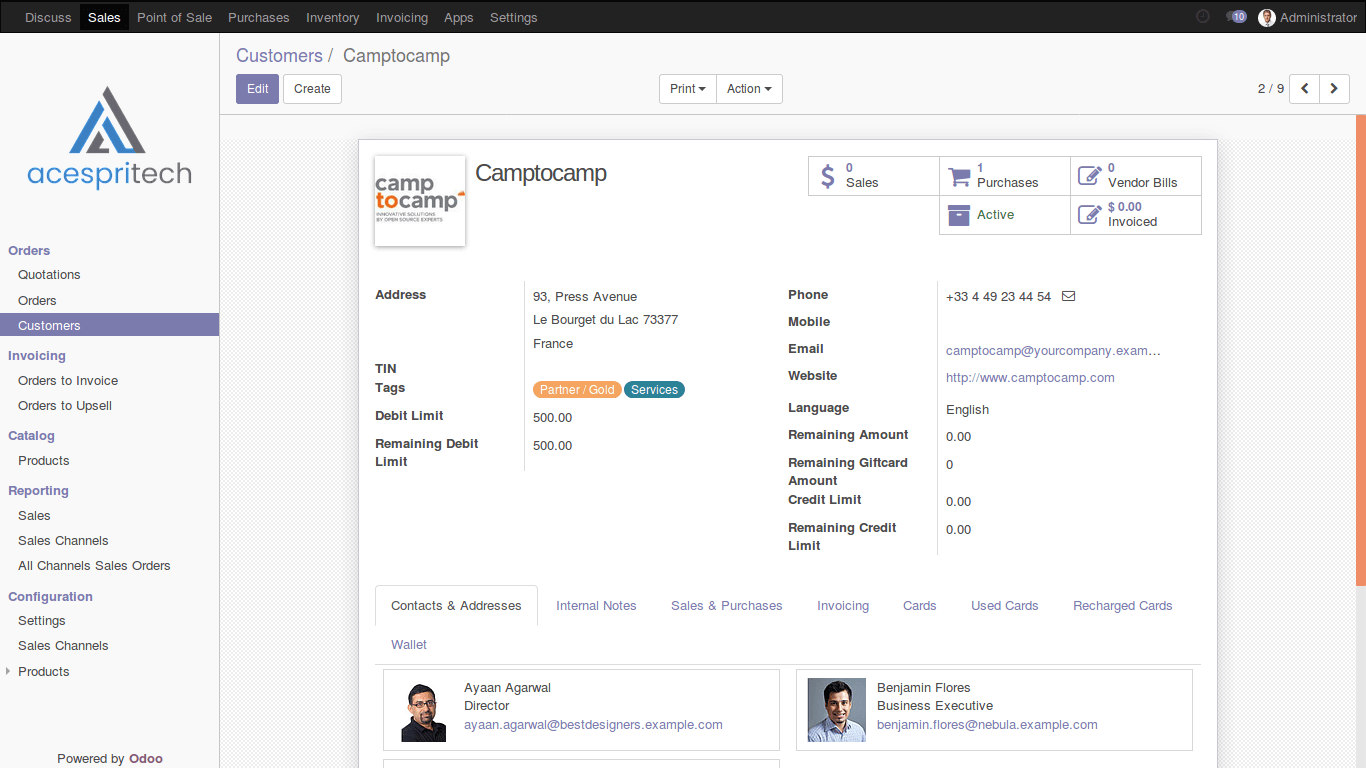 Discuss Sales Point of Sale Purchases Inventory Invoicing Apps Settings 10 Administrator
Customers / Camptocamp
Edit Create Print Action 2 / 9
acespritech
Orders
Quotations
Orders
Customers
Invoicing
Orders to Invoice
Orders to Upsell
Catalog
Products
Reporting
Sales
Sales Channels
All Channels Sales Orders
Configuration
Settings
Sales Channels
Products
Powered by Odoo
camp
tocamp
INNOVATIVE SOLUTIONS
BY OPEN SOURCE EXPERTS
Camptocamp
0
Sales
1
Purchases
0
Vendor Bills
Active
$ 0.00
Invoiced
Address
93, Press Avenue
Le Bourget du Lac 73377
France
TIN
Tags Partner / Gold Services
Debit Limit 500.00
Remaining Debit
Limit
500.00
Phone +33 4 49 23 44 54
Mobile
Email camptocamp@yourcompany.exam...
Website http://www.camptocamp.com
Language English
Remaining Amount 0.00
Remaining Giftcard
Amount
0
Credit Limit 0.00
Remaining Credit
Limit
0.00
Contacts & Addresses Internal Notes Sales & Purchases Invoicing Cards Used Cards Recharged Cards
Wallet
Ayaan Agarwal
Director
ayaan.agarwal@bestdesigners.example.com
Benjamin Flores
Business Executive
benjamin.flores@nebula.example.com